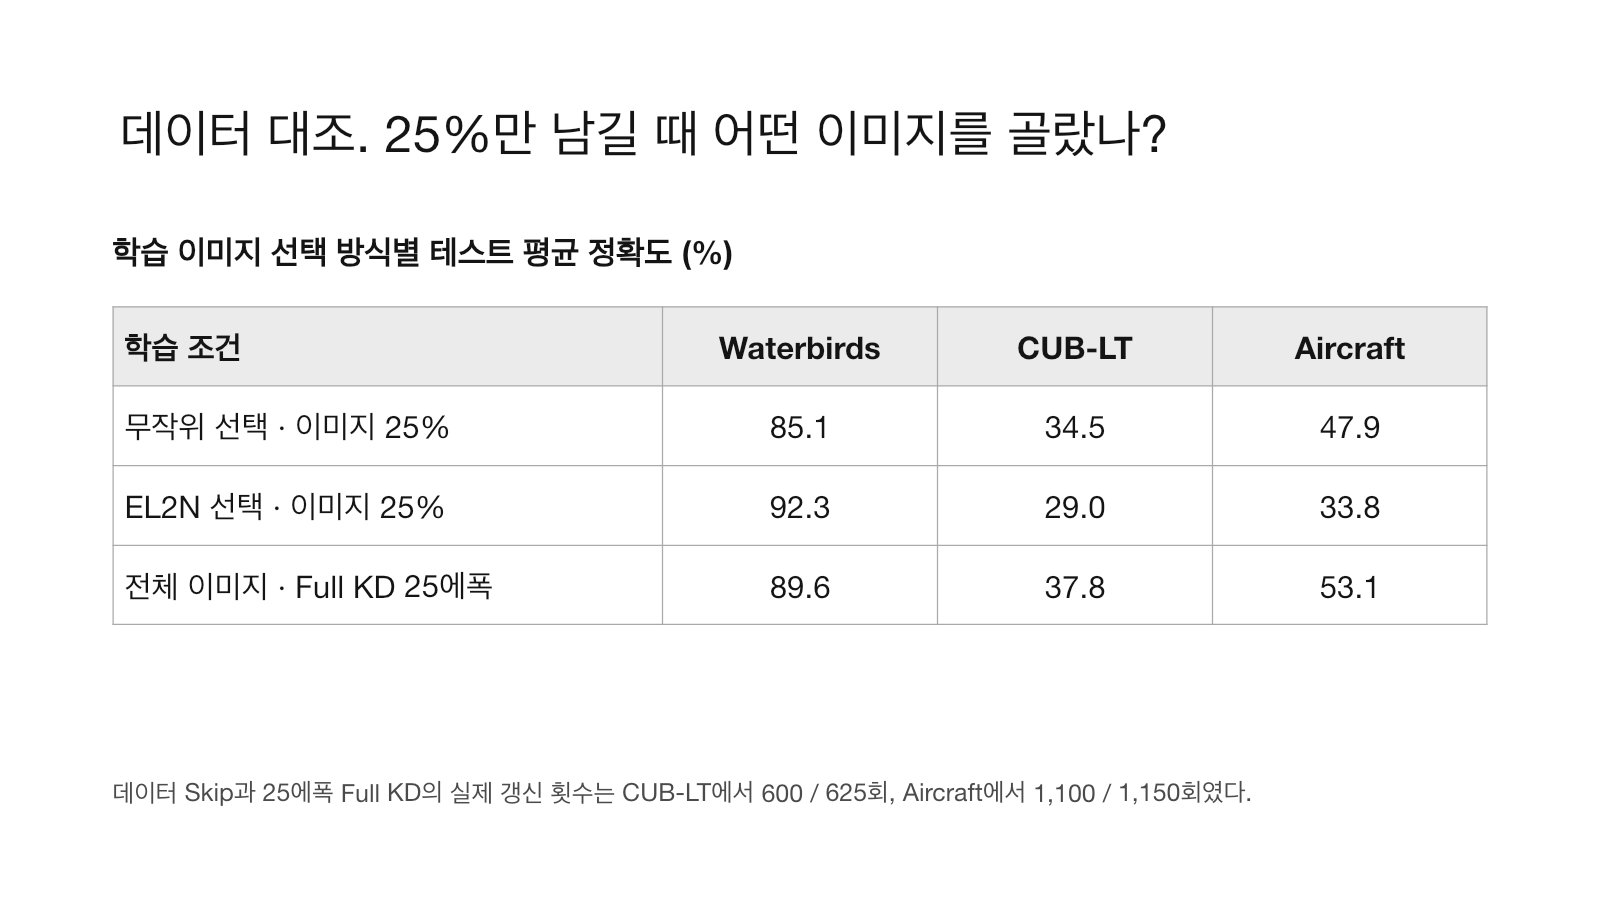 데이터 대조. 25%만 남길 때 어떤 이미지를 골랐나?
학습 이미지 선택 방식별 테스트 평균 정확도 (%)
학습 조건 Waterbirds CUB-LT Aircraft
무작위 선택 · 이미지 25% 85.1 34.5 47.9
EL2N 선택 · 이미지 25% 92.3 29.0 33.8
전체 이미지 · Full KD 25에폭 89.6 37.8 53.1
데이터 Skip과 25에폭 Full KD의 실제 갱신 횟수는 CUB-LT에서 600 / 625회, Aircraft에서 1,100 / 1,150회였다.